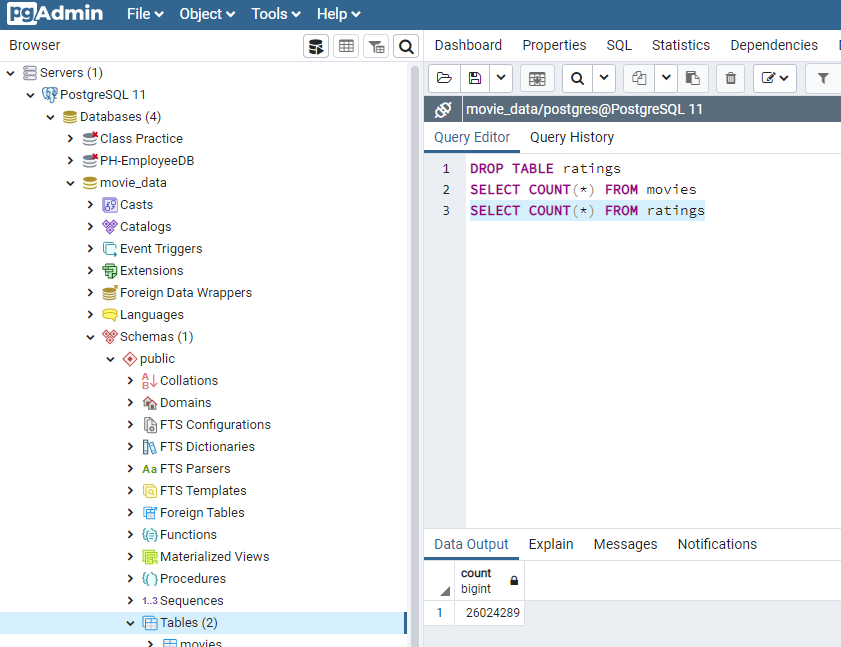 pgAdmin File Object Tools Help
Browser
Dashboard Properties SQL Statistics Dependencies
Servers (1)
PostgreSQL 11
Databases (4)
Class Practice
PH-EmployeeDB
movie_data
Casts
Catalogs
Event Triggers
Extensions
Foreign Data Wrappers
Languages
Schemas (1)
public
Collations
Domains
FTS Configurations
FTS Dictionaries
Aa FTS Parsers
FTS Templates
Foreign Tables
Functions
Materialized Views
Procedures
1..3 Sequences
Tables (2)
movies
movie_data/postgres@PostgreSQL 11
Query Editor Query History
1 DROP TABLE ratings
2 SELECT COUNT(*) FROM movies
3 SELECT COUNT(*) FROM ratings
Data Output Explain Messages Notifications
count
bigint
1 26024289